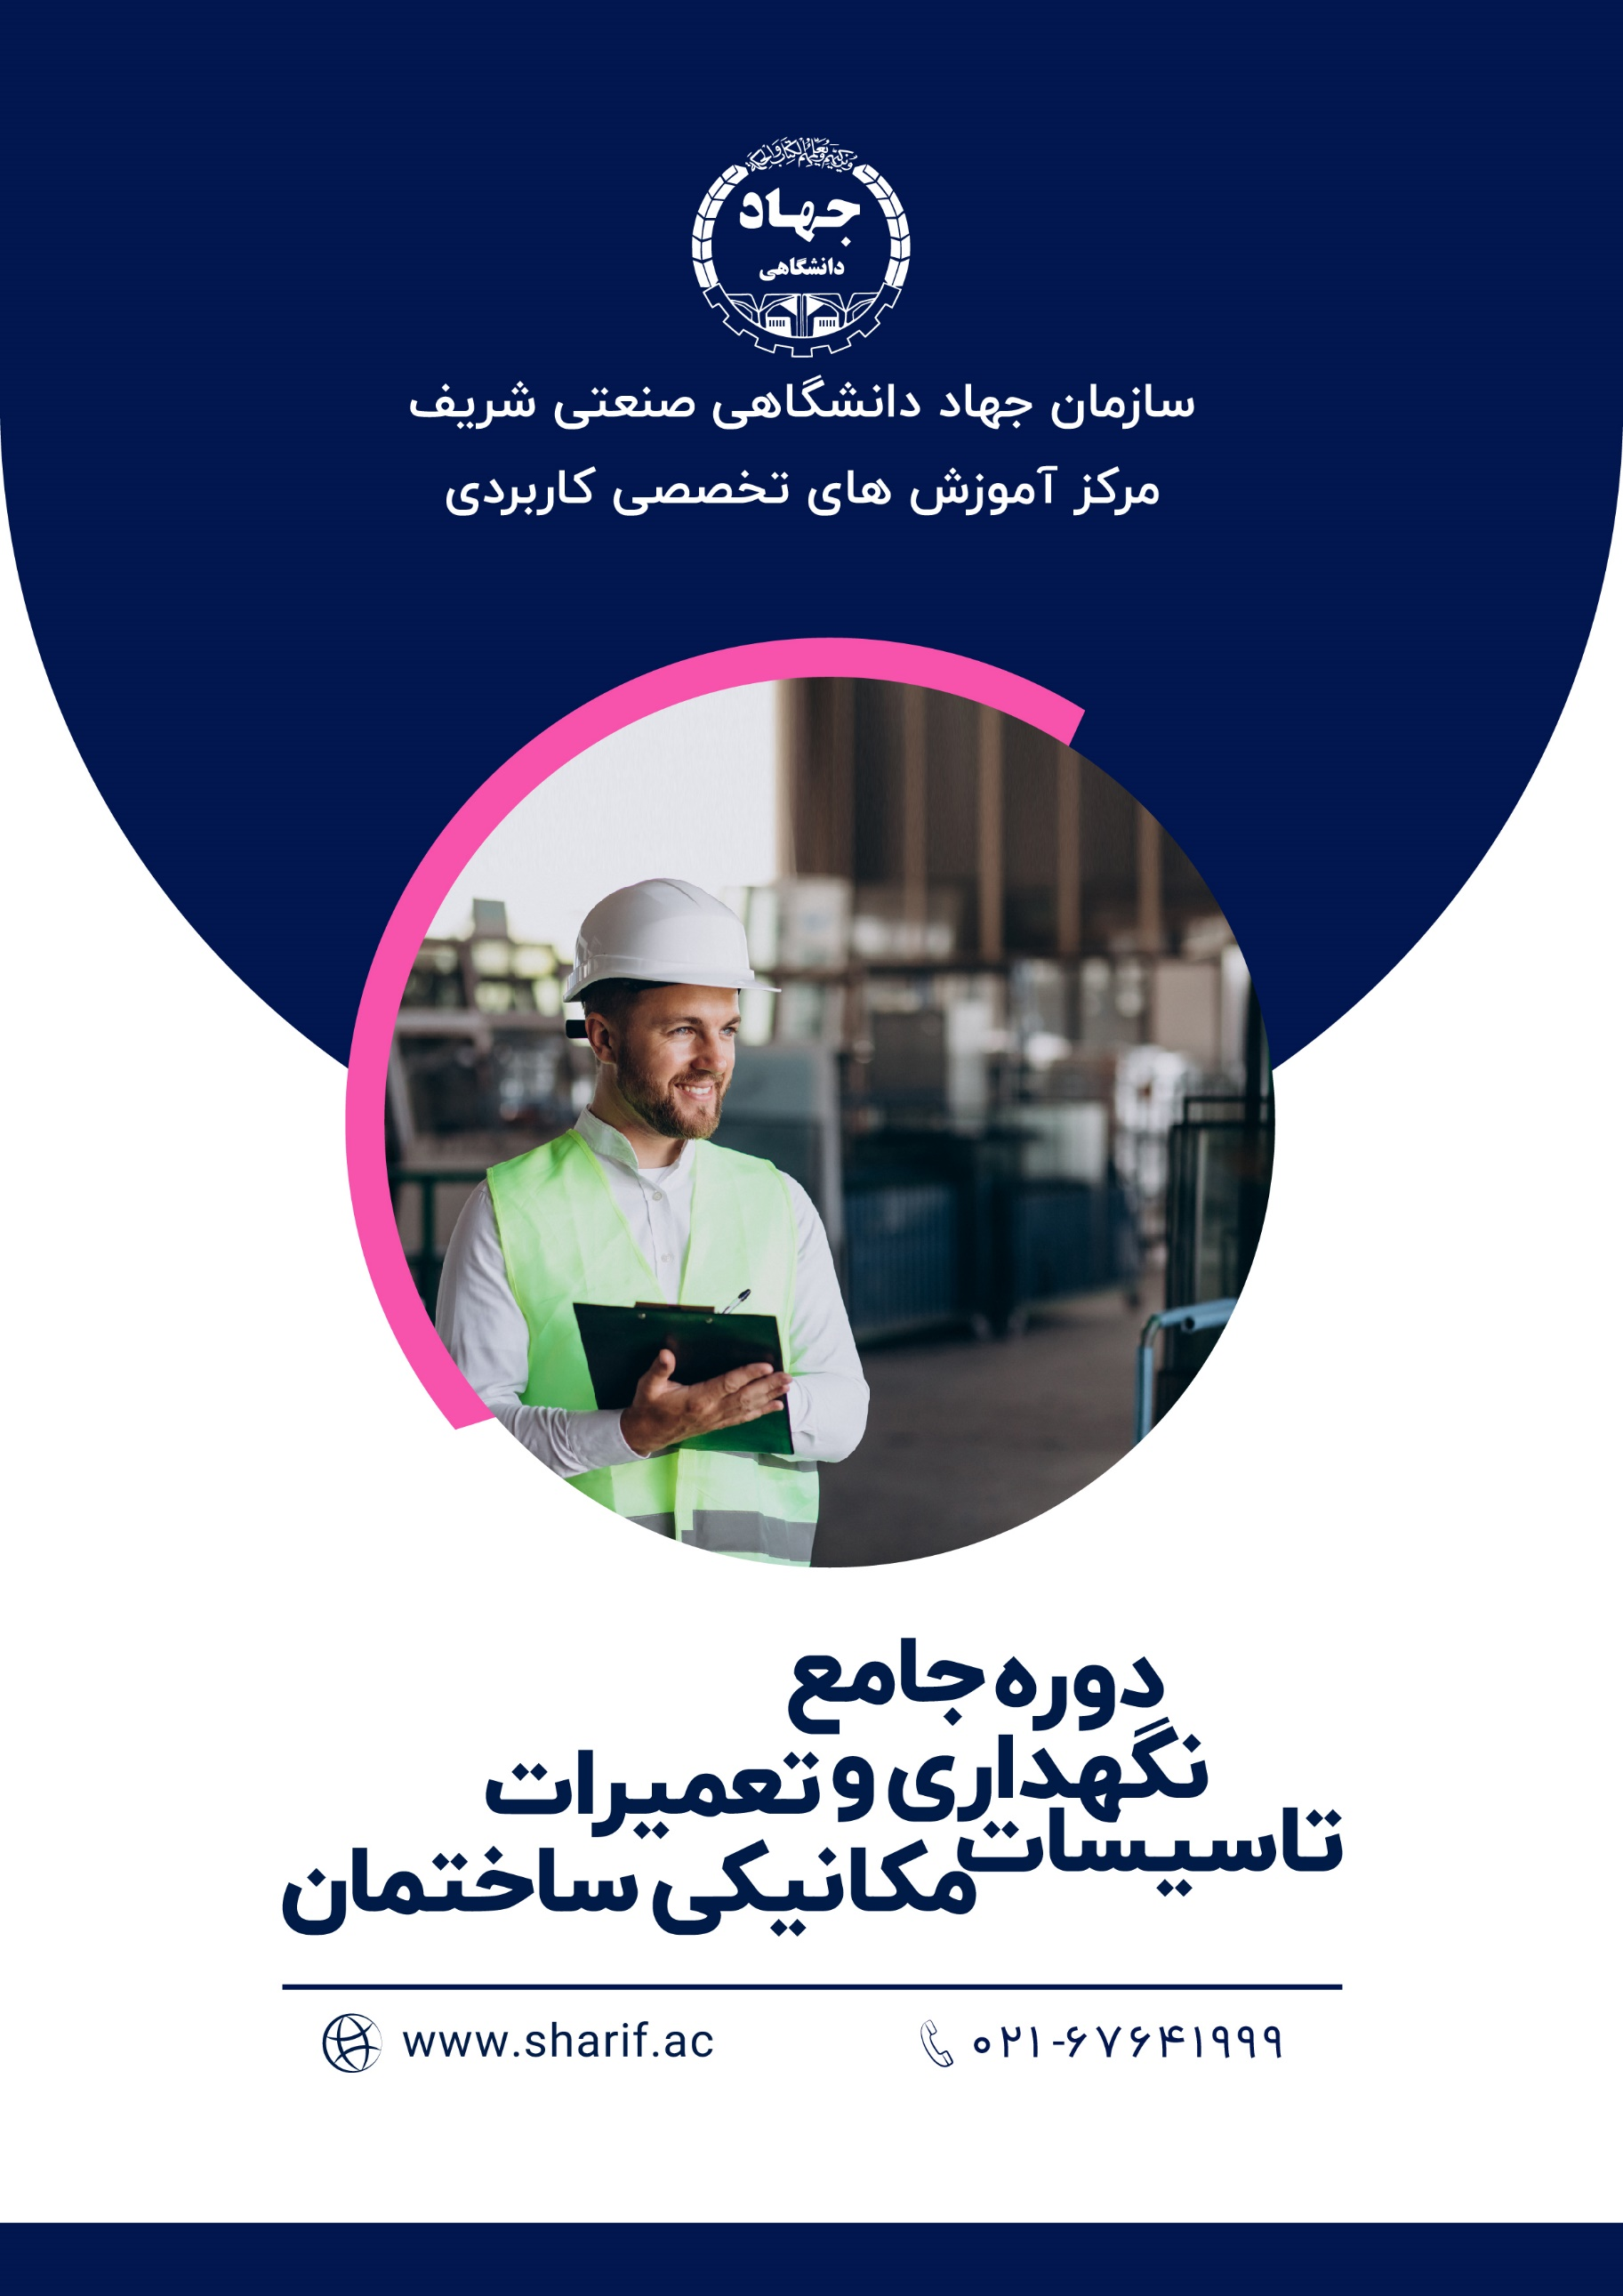 جهاد
دانشگاهی
سازمان جهاد دانشگاهی صنعتی شریف
مرکز آموزش های تخصصی کاربردی
دوره جامع
نگهداری و تعمیرات
تاسیسات مکانیکی ساختمان
www.sharif.ac
۰۲۱-۶۷۶۴۱۹۹۹